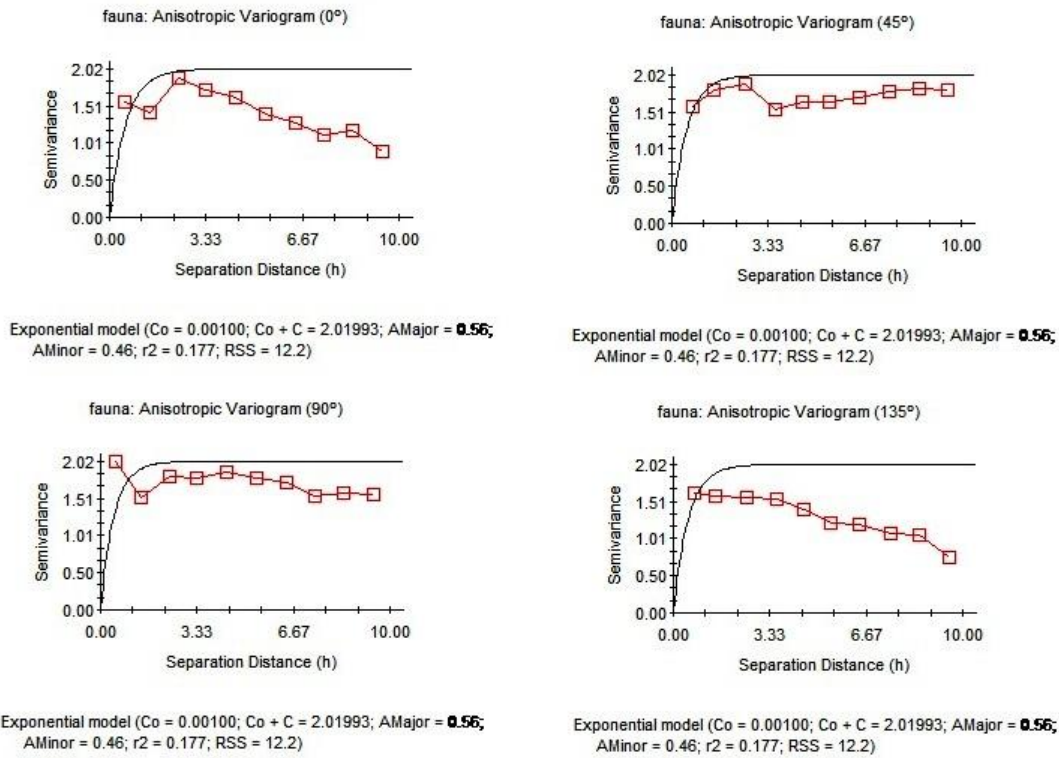 fauna: Anisotropic Variogram (0º)
2.02
1.51
1.01
0.50
0.00
Semivariance
0.00 3.33 6.67 10.00
Separation Distance (h)
Exponential model (Co = 0.00100; Co + C = 2.01993; AMajor = 0.56;
AMinor = 0.46; r2 = 0.177; RSS = 12.2)
fauna: Anisotropic Variogram (45º)
2.02
1.51
1.01
0.50
0.00
Semivariance
0.00 3.33 6.67 10.00
Separation Distance (h)
Exponential model (Co = 0.00100; Co + C = 2.01993; AMajor = 0.56;
AMinor = 0.46; r2 = 0.177; RSS = 12.2)
fauna: Anisotropic Variogram (90º)
2.02
1.51
1.01
0.50
0.00
Semivariance
0.00 3.33 6.67 10.00
Separation Distance (h)
Exponential model (Co = 0.00100; Co + C = 2.01993; AMajor = 0.56;
AMinor = 0.46; r2 = 0.177; RSS = 12.2)
fauna: Anisotropic Variogram (135º)
2.02
1.51
1.01
0.50
0.00
Semivariance
0.00 3.33 6.67 10.00
Separation Distance (h)
Exponential model (Co = 0.00100; Co + C = 2.01993; AMajor = 0.56;
AMinor = 0.46; r2 = 0.177; RSS = 12.2)